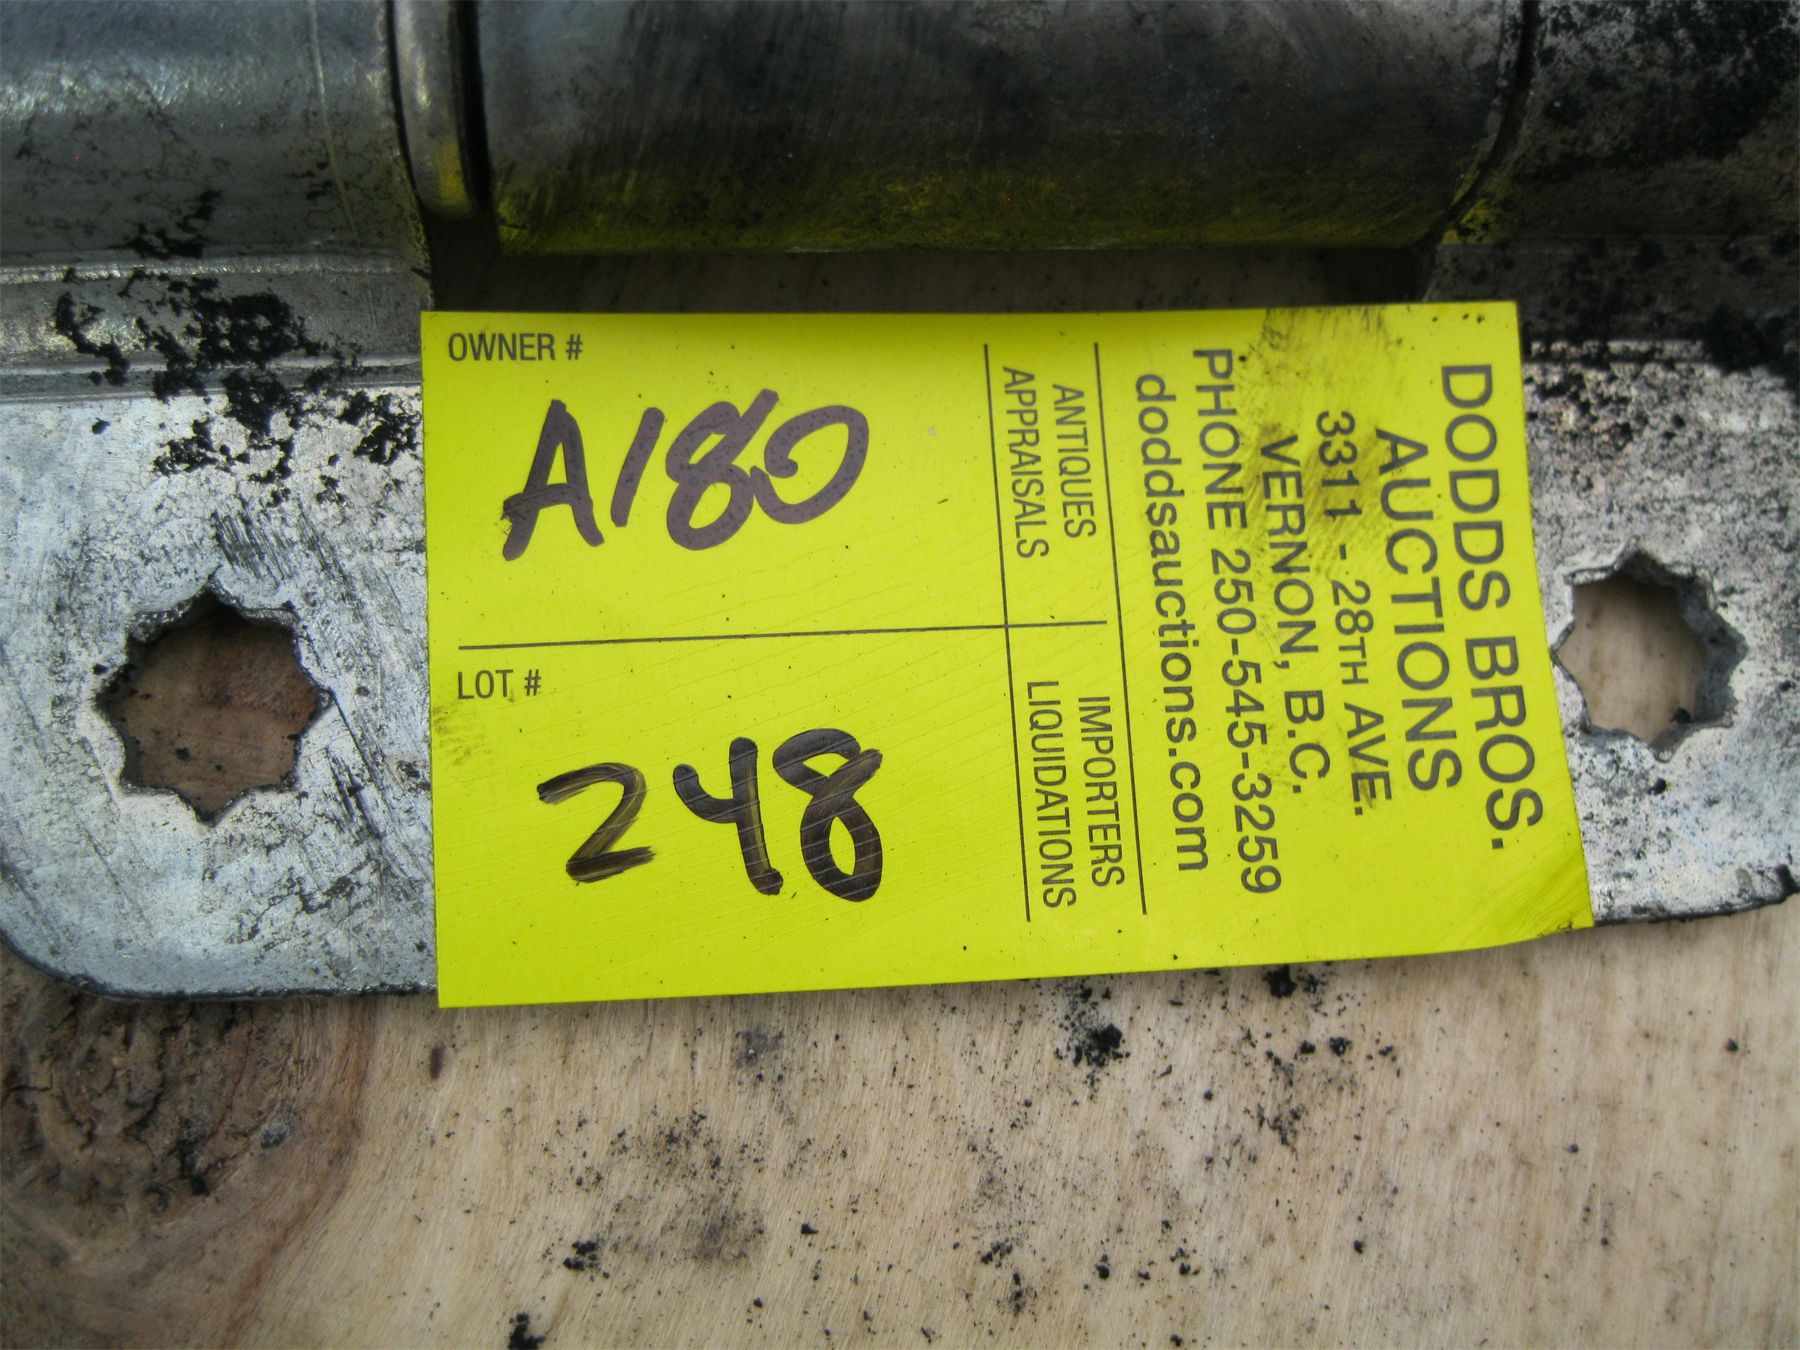 OWNER #
A180
LOT #
248
DODDS BROS.
AUCTIONS
3311 - 28TH AVE.
VERNON, B.C.
PHONE 250-545-3259
doddsauctions.com
ANTIQUES IMPORTERS
APPRAISALS LIQUIDATIONS